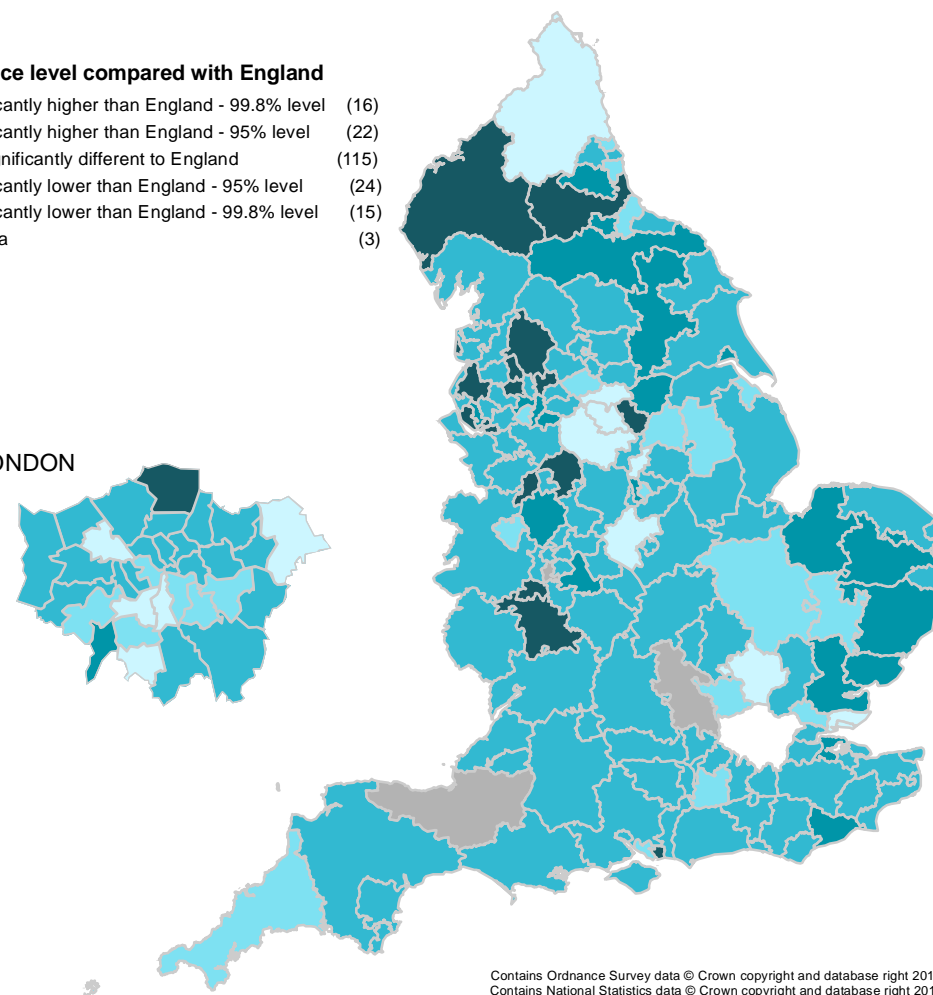 ce level compared with England
cantly higher than England - 99.8% level (16)
cantly higher than England - 95% level (22)
gnificantly different to England (115)
cantly lower than England - 95% level (24)
cantly lower than England - 99.8% level (15)
a (3)
ONDON
Contains Ordnance Survey data © Crown copyright and database right 201
Contains National Statistics data © Crown copyright and database right 201